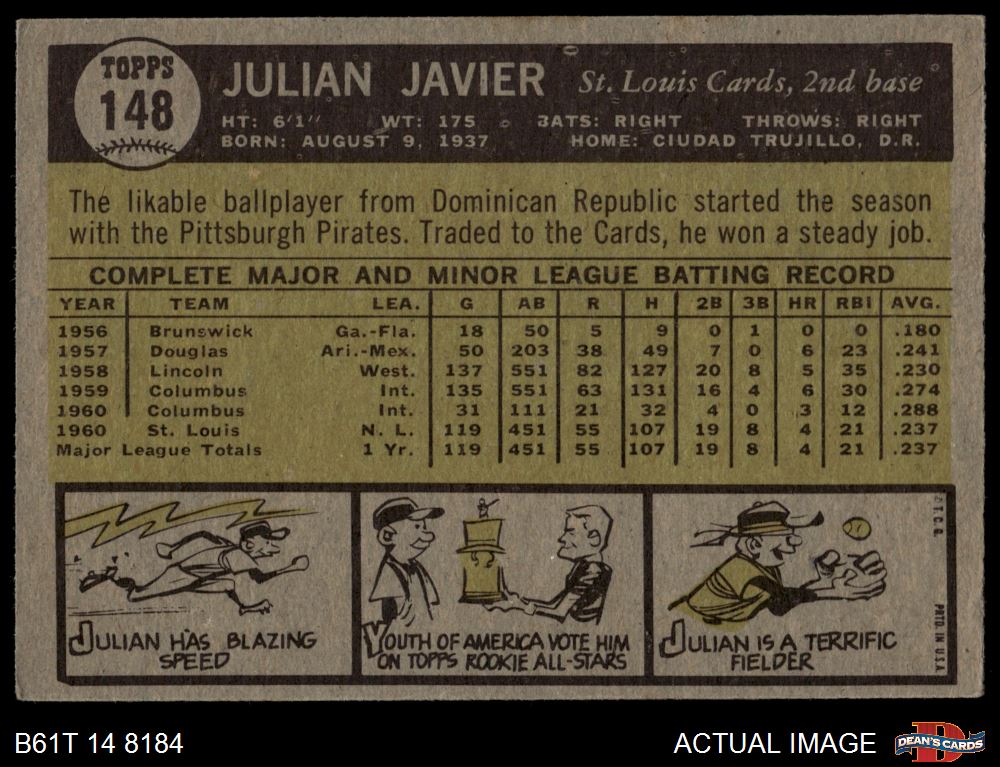 TOPPS
148
JULIAN JAVIER St. Louis Cards, 2nd base
HT: 6'1" WT: 175 BATS: RIGHT THROWS: RIGHT
BORN: AUGUST 9, 1937 HOME: CIUDAD TRUJILLO, D.R.
The likable ballplayer from Dominican Republic started the season
with the Pittsburgh Pirates. Traded to the Cards, he won a steady job.
COMPLETE MAJOR AND MINOR LEAGUE BATTING RECORD
YEAR TEAM LEA. G AB R H 2B 3B HR RBI AVG.
1956 Brunswick Ga.-Fla. 18 50 5 9 0 1 0 0 .180
1957 Douglas Ari.-Mex. 50 203 38 49 7 0 6 23 .241
1958 Lincoln West. 137 551 82 127 20 8 5 35 .230
1959 Columbus Int. 135 551 63 131 16 4 6 30 .274
1960 Columbus Int. 31 111 21 32 4 0 3 12 .288
1960 St. Louis N. L. 119 451 55 107 19 8 4 21 .237
Major League Totals 1 Yr. 119 451 55 107 19 8 4 21 .237
JULIAN HAS BLAZING
SPEED
YOUTH OF AMERICA VOTE HIM
ON TOPPS ROOKIE ALL-STARS
JULIAN IS A TERRIFIC
FIELDER
© T.C.G.
PRTD. IN U.S.A.
B61T 14 8184
ACTUAL IMAGE
DEAN'S CARDS